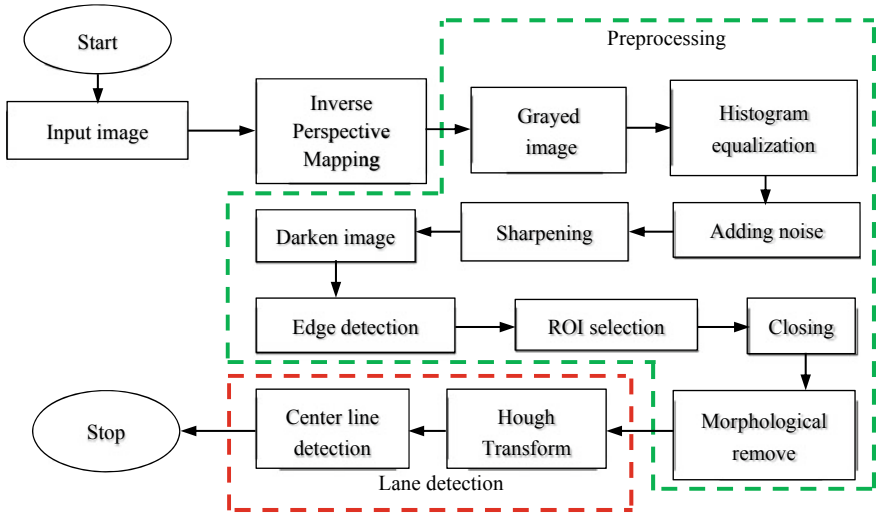 Preprocessing
Start
Input image
Inverse
Perspective
Mapping
Grayed
image
Histogram
equalization
Adding noise
Sharpening
Darken image
Edge detection
ROI selection
Closing
Morphological
remove
Hough
Transform
Center line
detection
Lane detection
Stop